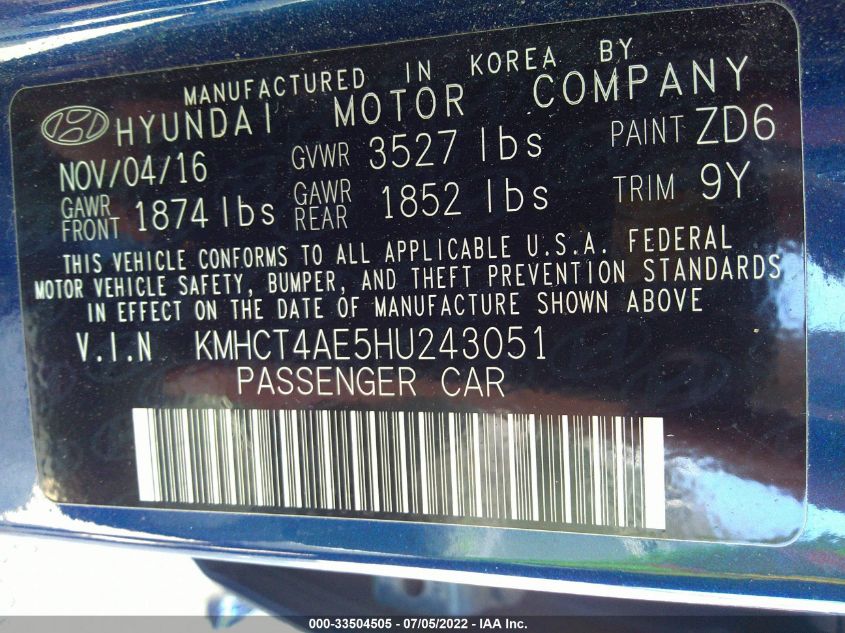 MANUFACTURED IN KOREA BY
HYUNDAI MOTOR COMPANY
NOV/04/16 GVWR 3527 lbs PAINT ZD6
GAWR FRONT 1874 lbs GAWR REAR 1852 lbs TRIM 9Y
THIS VEHICLE CONFORMS TO ALL APPLICABLE U.S.A. FEDERAL
MOTOR VEHICLE SAFETY, BUMPER, AND THEFT PREVENTION STANDARDS
IN EFFECT ON THE DATE OF MANUFACTURE SHOWN ABOVE
V.I.N KMHCT4AE5HU243051
PASSENGER CAR
000-33504505 - 07/05/2022 - IAA Inc.